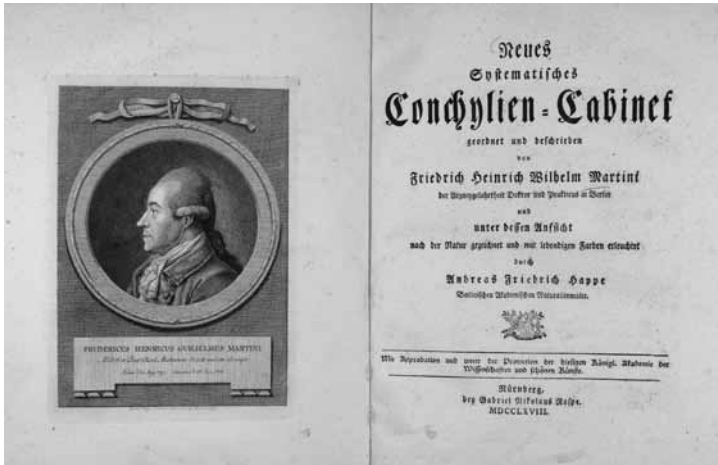 FRIDERICUS HENRICUS GUILIELMUS MARTINI
Neues
Systematisches
Conchylien-Cabinet
geordnet und beschrieben
von
Friedrich Heinrich Wilhelm Martini
der Arzneygelahrtheit Doktor und Praktikus in Berlin
und
unter dessen Aufsicht
nach der Natur gezeichnet und mit lebendigen Farben erleuchtet
durch
Andreas Friedrich Happe
Berlinischen Akademischen Naturalienmaler.
Mit Approbation und unter der Protection der hiesigen Königl. Akademie der
Wissenschaften und schönen Künste.
Nürnberg,
bey Gabriel Nikolaus Raspe.
MDCCLXVIII.